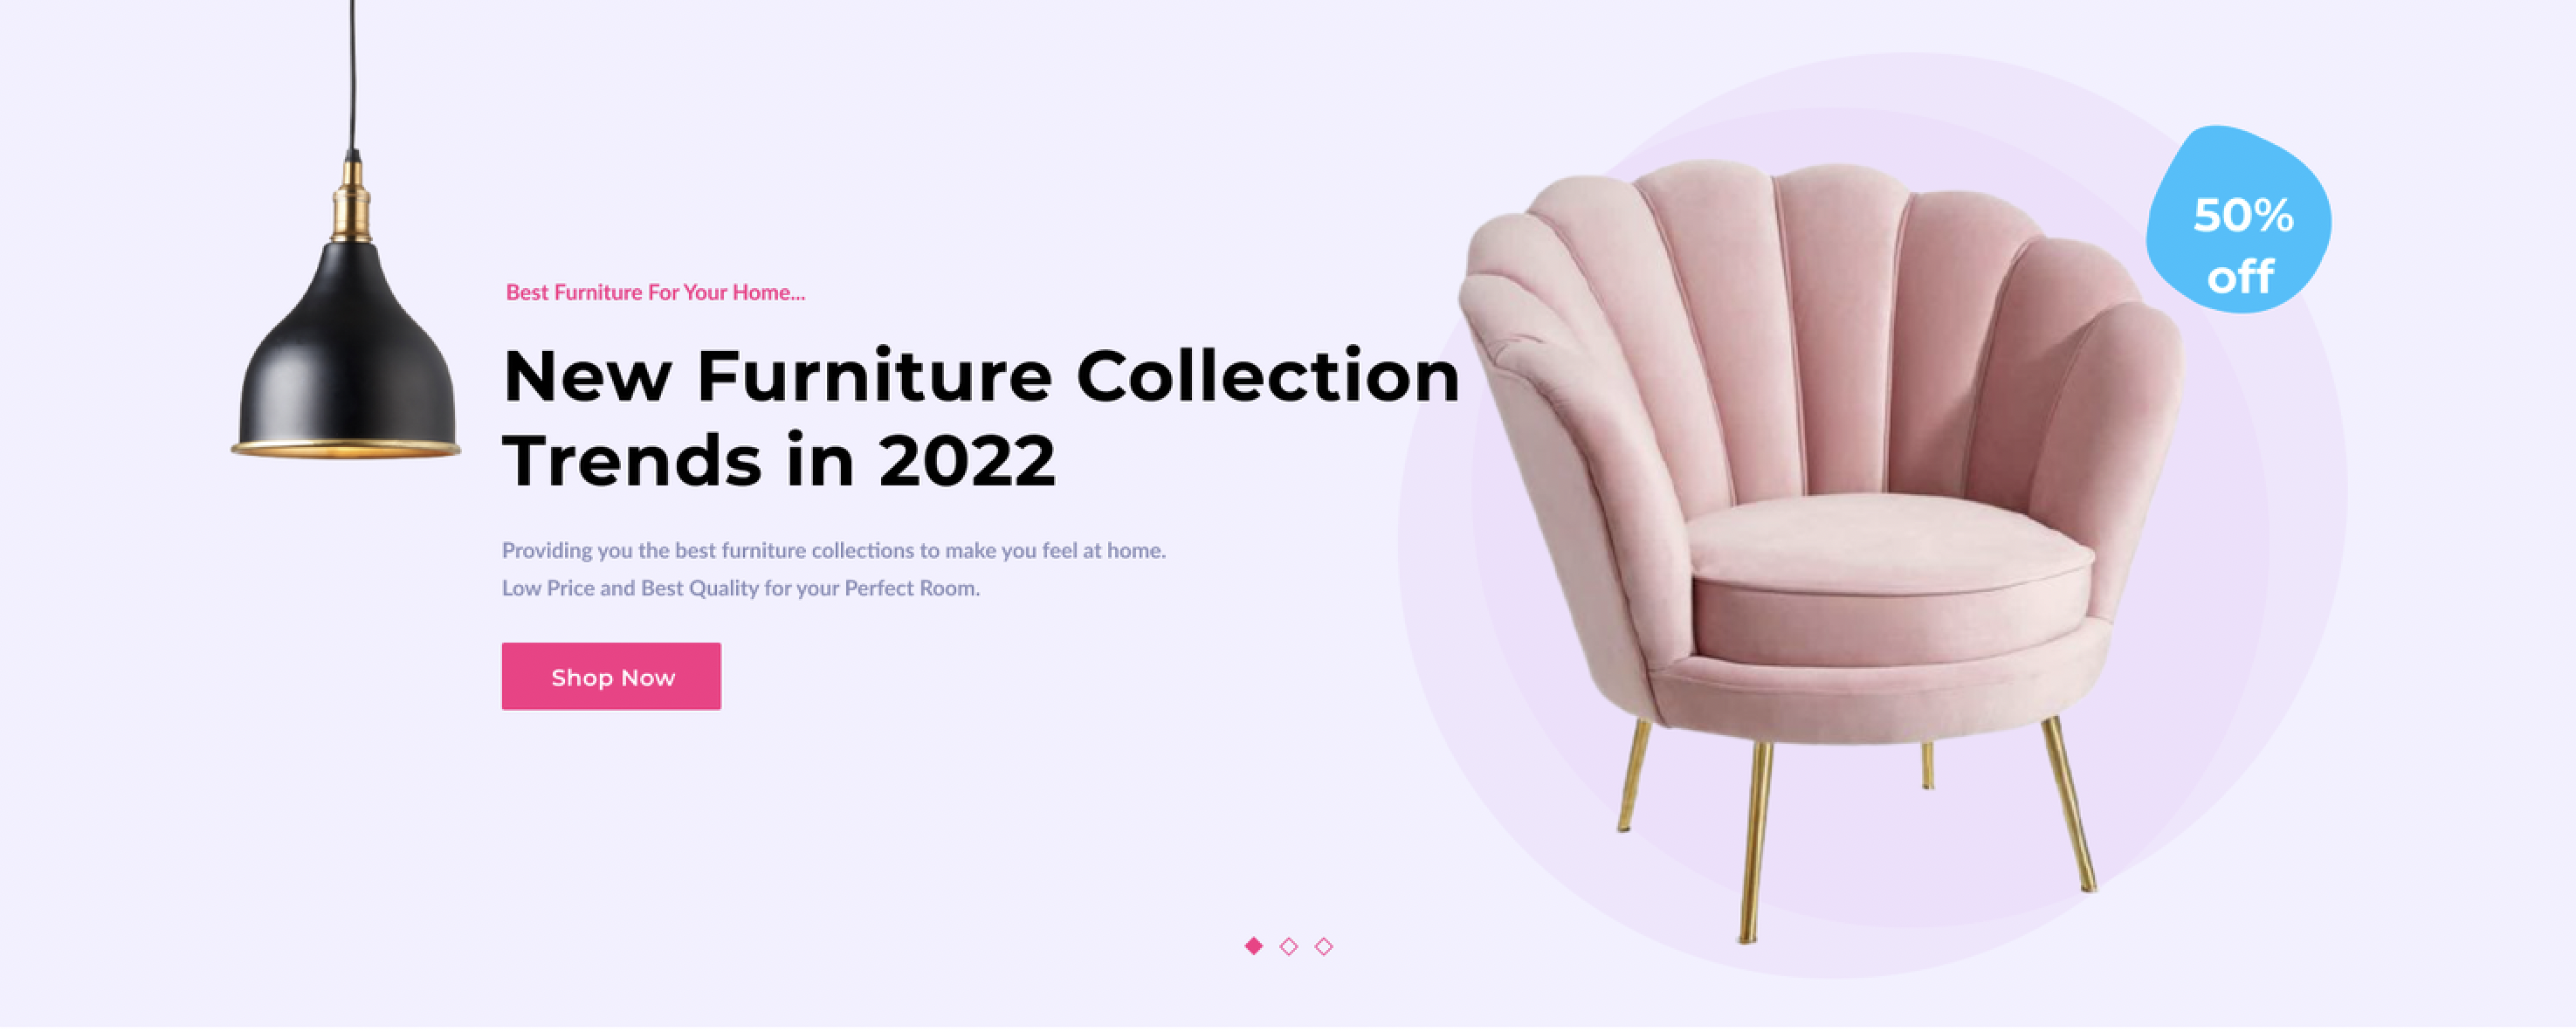 Best Furniture For Your Home...
New Furniture Collection
Trends in 2022
Providing you the best furniture collections to make you feel at home.
Low Price and Best Quality for your Perfect Room.
Shop Now
50%
off